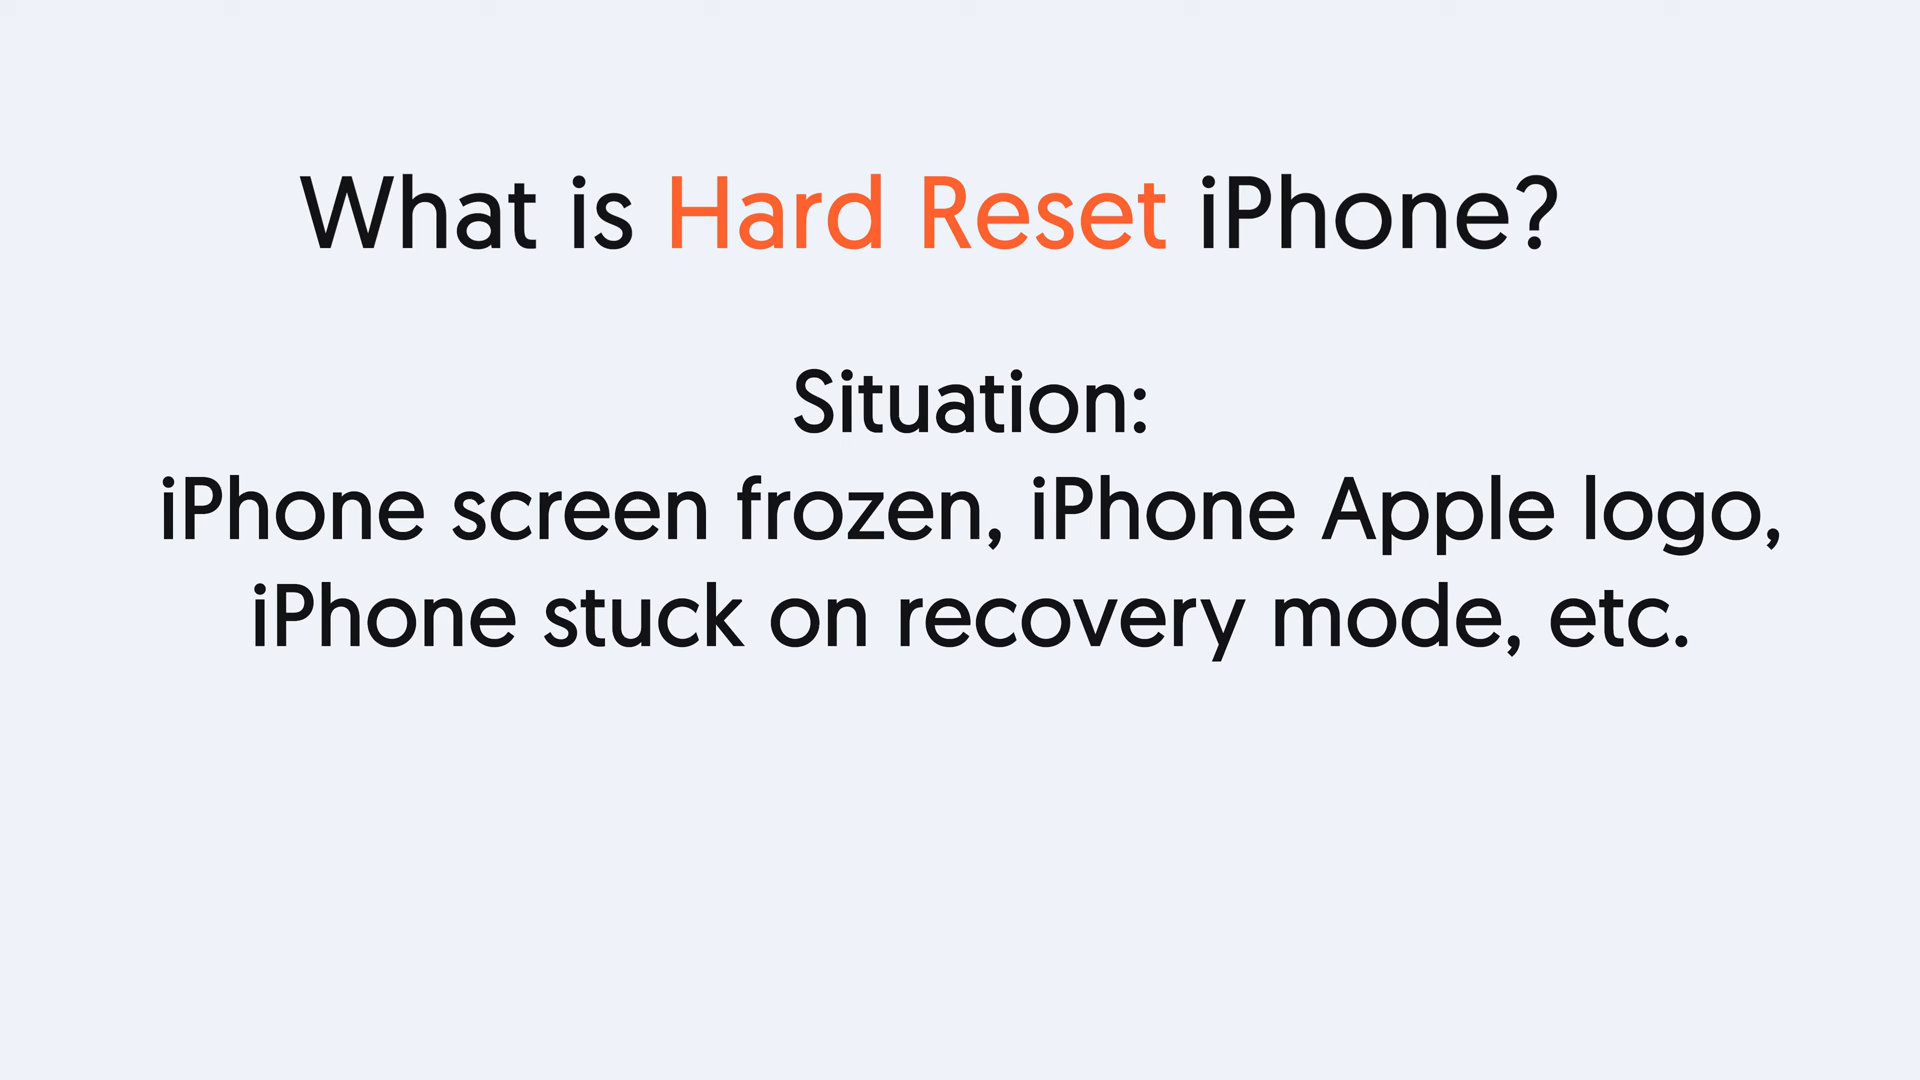 What is Hard Reset iPhone?
Situation:
iPhone screen frozen, iPhone Apple logo,
iPhone stuck on recovery mode, etc.